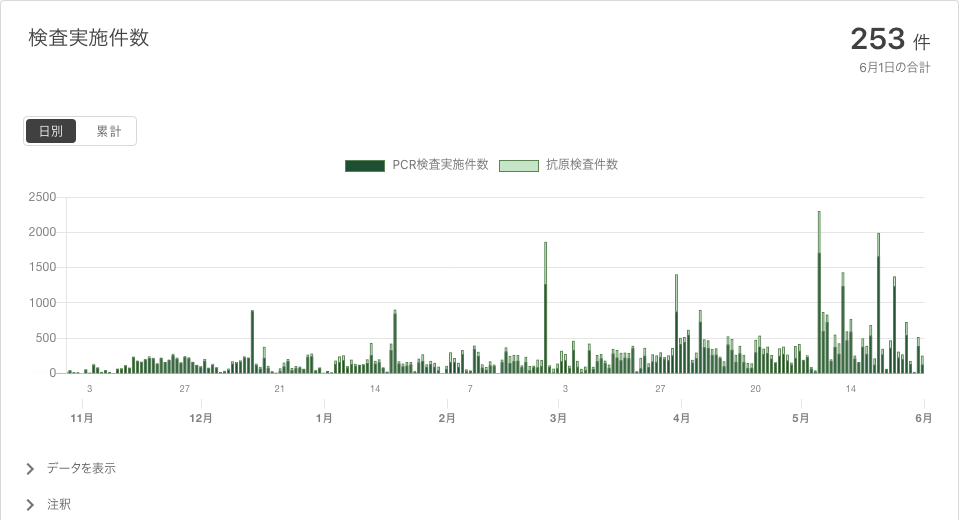 検査実施件数
253 件
6月1日の合計
日別 累計
PCR検査実施件数 抗原検査件数
2500
2000
1500
1000
500
0
3 27 21 14 7 3 27 20 14
11月 12月 1月 2月 3月 4月 5月 6月
データを表示
注釈